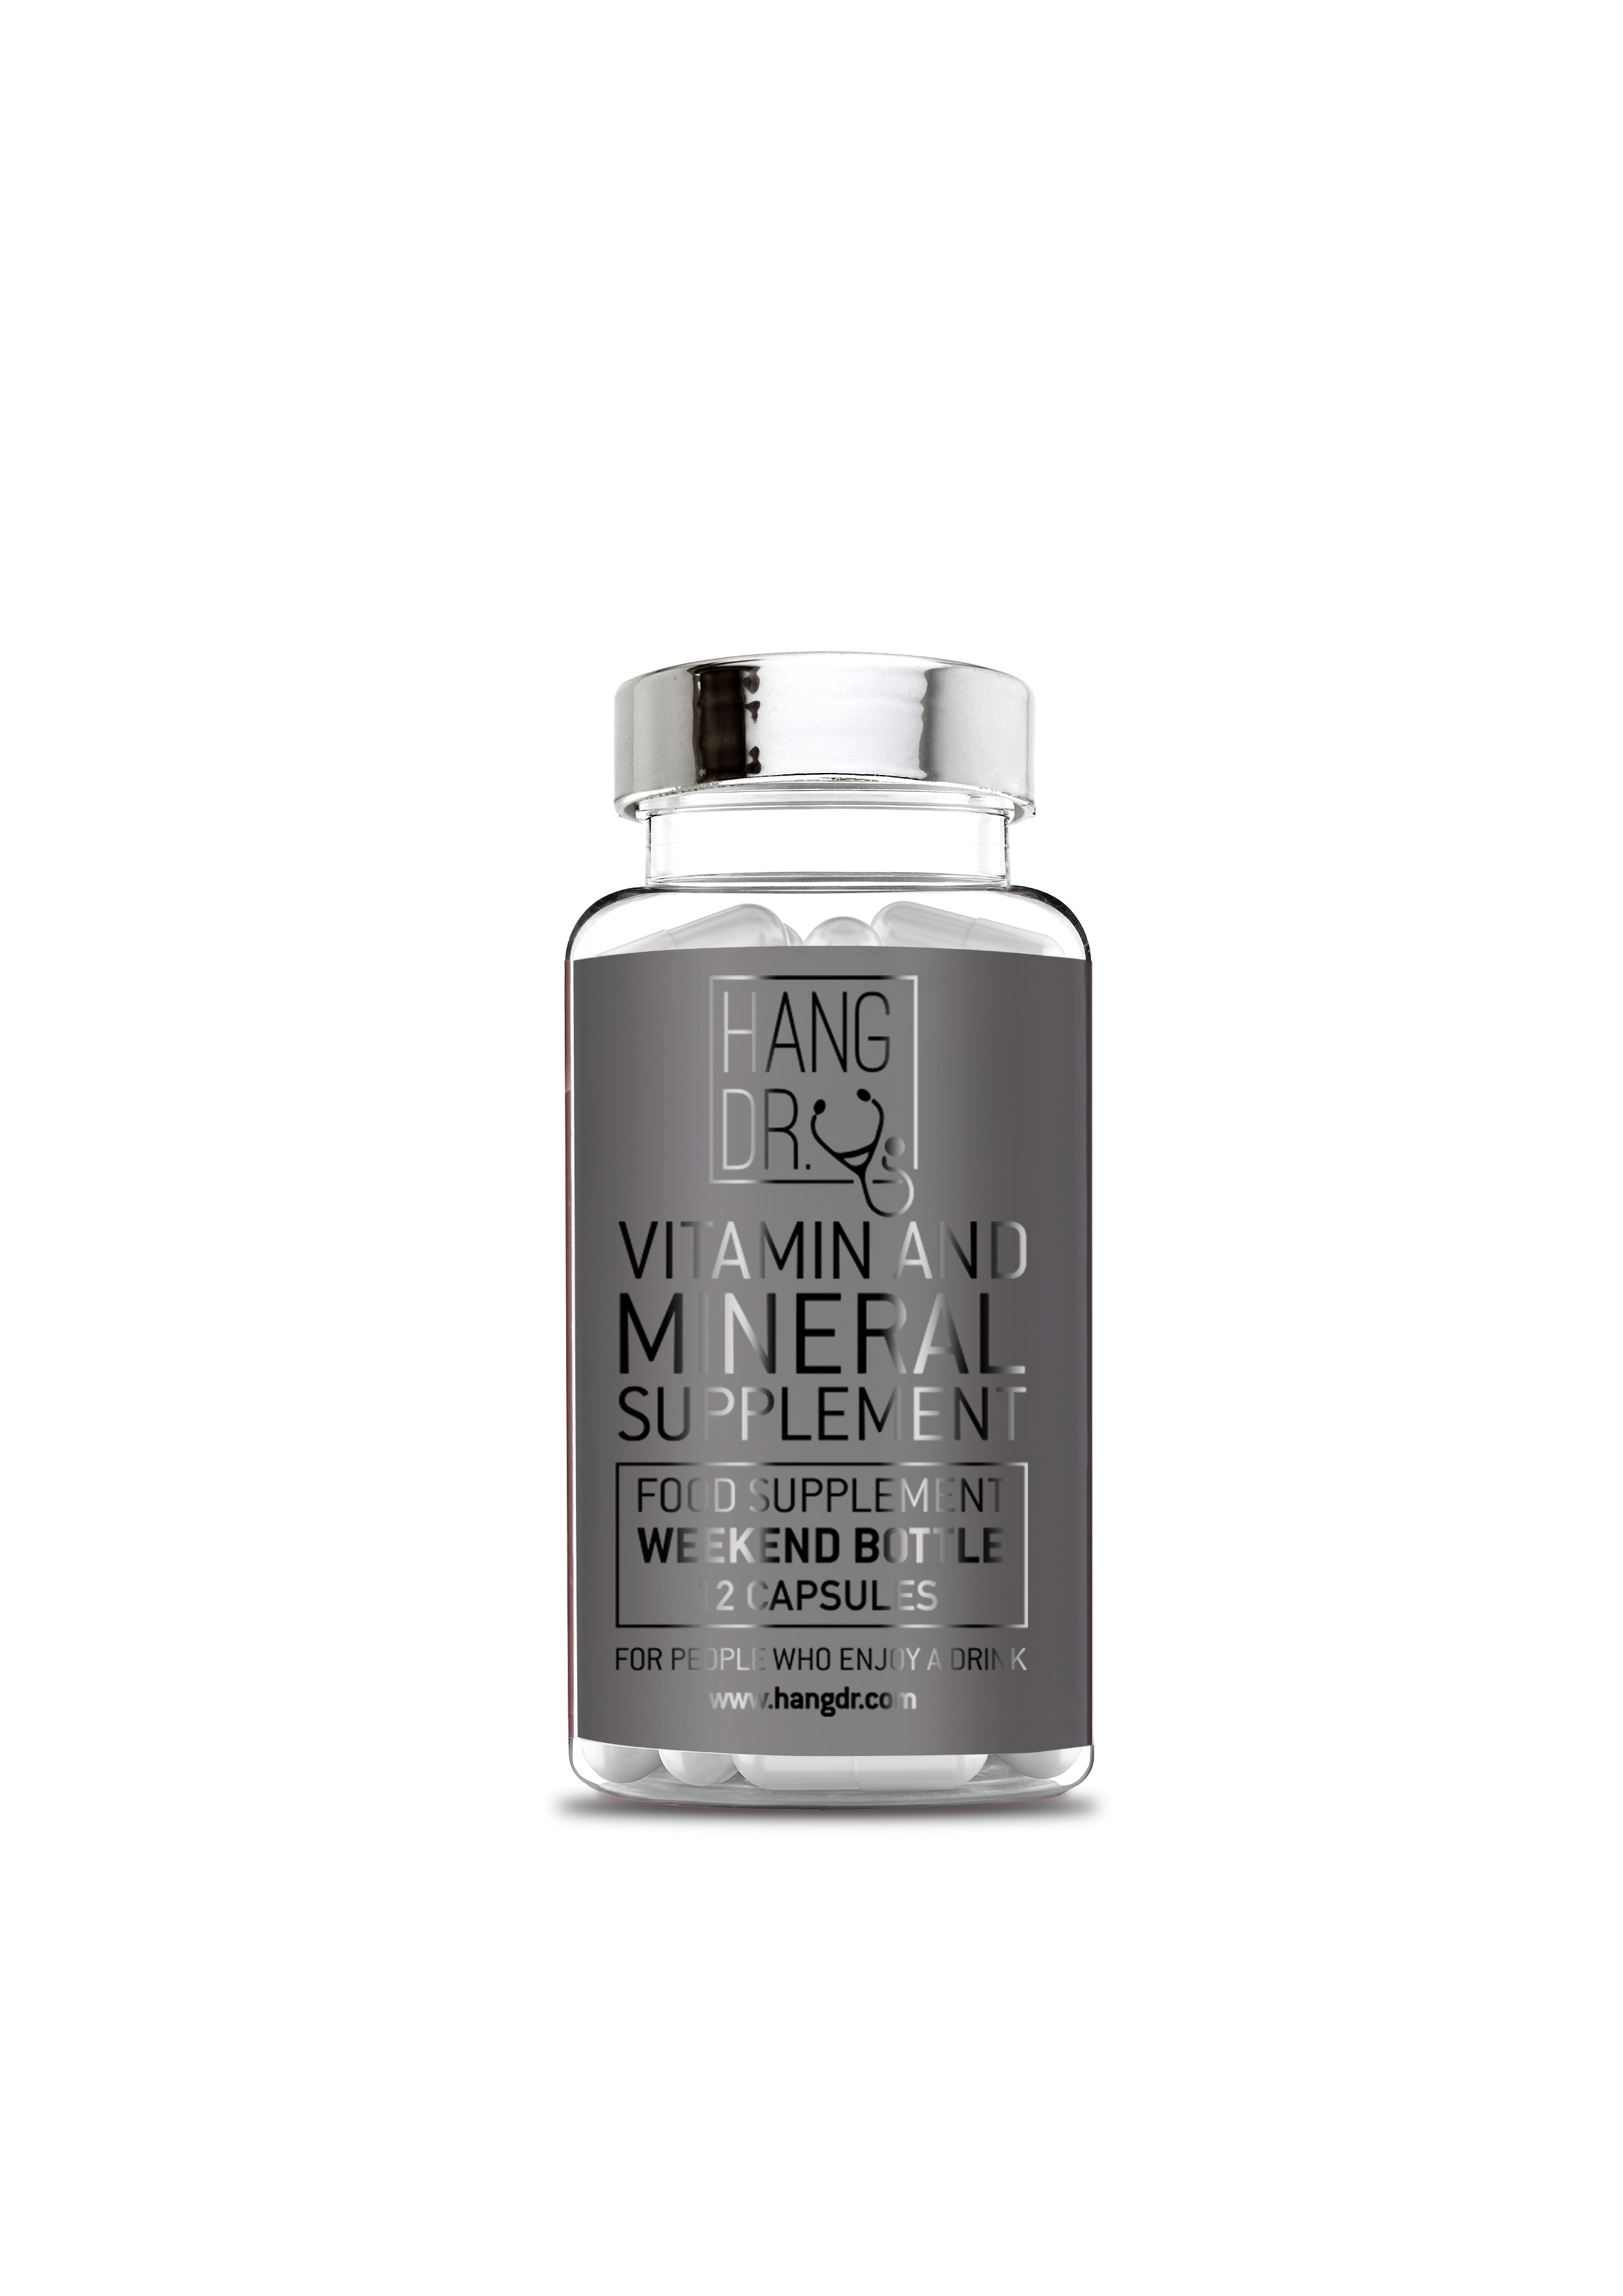 HANG
DR.
VITAMIN AND
MINERAL
SUPPLEMENT
FOOD SUPPLEMENT
WEEKEND BOTTLE
12 CAPSULES
FOR PEOPLE WHO ENJOY A DRINK
www.hangdr.com